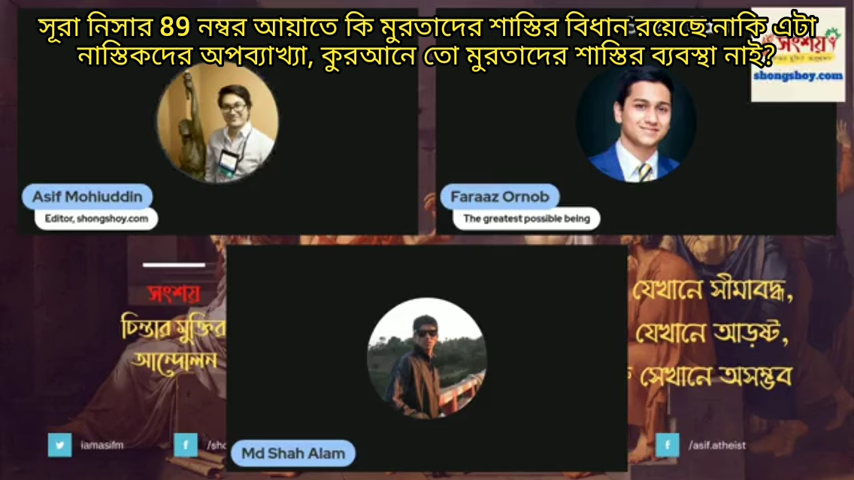 সূরা নিসার 89 নম্বর আয়াতে কি মুরতাদের শাস্তির বিধান রয়েছে নাকি এটা
নাস্তিকদের অপব্যাখ্যা, কুরআনে তো মুরতাদের শাস্তির ব্যবস্থা নাই?
সংশয়
shongshoy.com
Asif Mohiuddin
Editor, shongshoy.com
Faraaz Ornob
The greatest possible being
সংশয়
চিন্তার মুক্তির
আন্দোলন
যেখানে সীমাবদ্ধ,
যেখানে আড়ষ্ট,
সেখানে অসম্ভব
Md Shah Alam
iamasifm
/sho
/asif.atheist